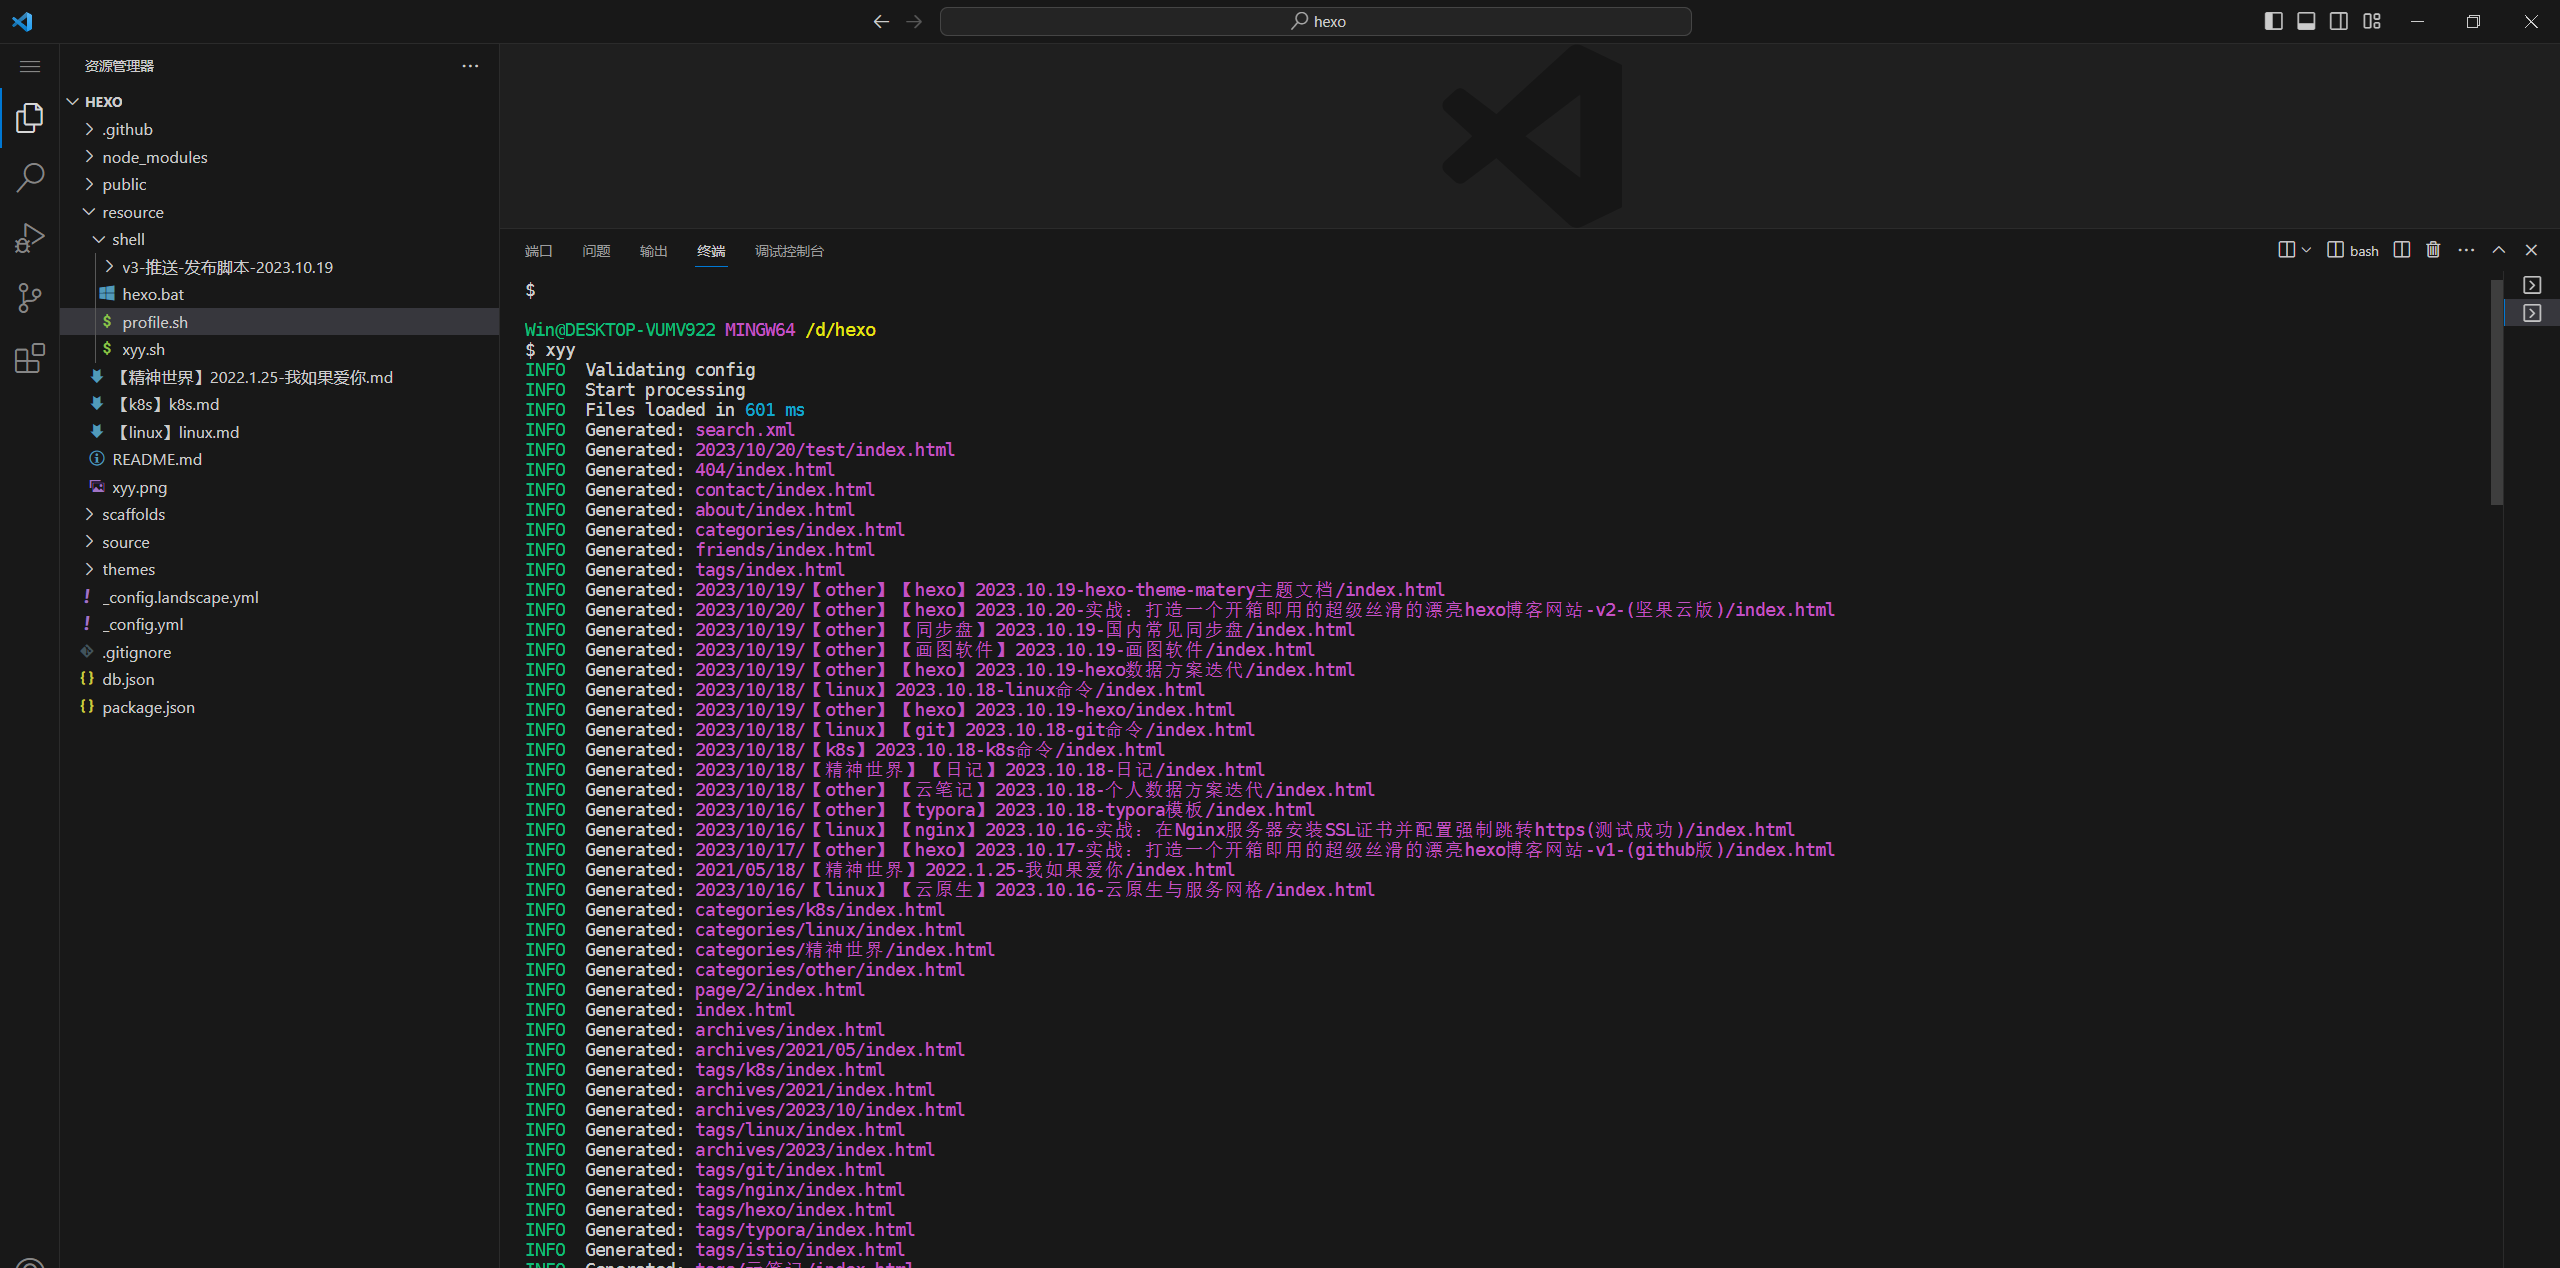 hexo
资源管理器
HEXO
.github
node_modules
public
resource
shell
v3-推送-发布脚本-2023.10.19
hexo.bat
profile.sh
xyy.sh
【精神世界】2022.1.25-我如果爱你.md
【k8s】k8s.md
【linux】linux.md
README.md
xyy.png
scaffolds
source
themes
_config.landscape.yml
_config.yml
.gitignore
db.json
package.json
端口 问题 输出 终端 调试控制台
bash
$
Win@DESKTOP-VUMV922 MINGW64 /d/hexo
$ xyy
INFO  Validating config
INFO  Start processing
INFO  Files loaded in 601 ms
INFO  Generated: search.xml
INFO  Generated: 2023/10/20/test/index.html
INFO  Generated: 404/index.html
INFO  Generated: contact/index.html
INFO  Generated: about/index.html
INFO  Generated: categories/index.html
INFO  Generated: friends/index.html
INFO  Generated: tags/index.html
INFO  Generated: 2023/10/19/【other】【hexo】2023.10.19-hexo-theme-matery主题文档/index.html
INFO  Generated: 2023/10/20/【other】【hexo】2023.10.20-实战：打造一个开箱即用的超级丝滑的漂亮hexo博客网站-v2-(坚果云版)/index.html
INFO  Generated: 2023/10/19/【other】【同步盘】2023.10.19-国内常见同步盘/index.html
INFO  Generated: 2023/10/19/【other】【画图软件】2023.10.19-画图软件/index.html
INFO  Generated: 2023/10/19/【other】【hexo】2023.10.19-hexo数据方案迭代/index.html
INFO  Generated: 2023/10/18/【linux】2023.10.18-linux命令/index.html
INFO  Generated: 2023/10/19/【other】【hexo】2023.10.19-hexo/index.html
INFO  Generated: 2023/10/18/【linux】【git】2023.10.18-git命令/index.html
INFO  Generated: 2023/10/18/【k8s】2023.10.18-k8s命令/index.html
INFO  Generated: 2023/10/18/【精神世界】【日记】2023.10.18-日记/index.html
INFO  Generated: 2023/10/18/【other】【云笔记】2023.10.18-个人数据方案迭代/index.html
INFO  Generated: 2023/10/16/【other】【typora】2023.10.18-typora模板/index.html
INFO  Generated: 2023/10/16/【linux】【nginx】2023.10.16-实战：在Nginx服务器安装SSL证书并配置强制跳转https(测试成功)/index.html
INFO  Generated: 2023/10/17/【other】【hexo】2023.10.17-实战：打造一个开箱即用的超级丝滑的漂亮hexo博客网站-v1-(github版)/index.html
INFO  Generated: 2021/05/18/【精神世界】2022.1.25-我如果爱你/index.html
INFO  Generated: 2023/10/16/【linux】【云原生】2023.10.16-云原生与服务网格/index.html
INFO  Generated: categories/k8s/index.html
INFO  Generated: categories/linux/index.html
INFO  Generated: categories/精神世界/index.html
INFO  Generated: categories/other/index.html
INFO  Generated: page/2/index.html
INFO  Generated: index.html
INFO  Generated: archives/index.html
INFO  Generated: archives/2021/05/index.html
INFO  Generated: tags/k8s/index.html
INFO  Generated: archives/2021/index.html
INFO  Generated: archives/2023/10/index.html
INFO  Generated: tags/linux/index.html
INFO  Generated: archives/2023/index.html
INFO  Generated: tags/git/index.html
INFO  Generated: tags/nginx/index.html
INFO  Generated: tags/hexo/index.html
INFO  Generated: tags/typora/index.html
INFO  Generated: tags/istio/index.html
INFO  Generated: tags/云笔记/index.html